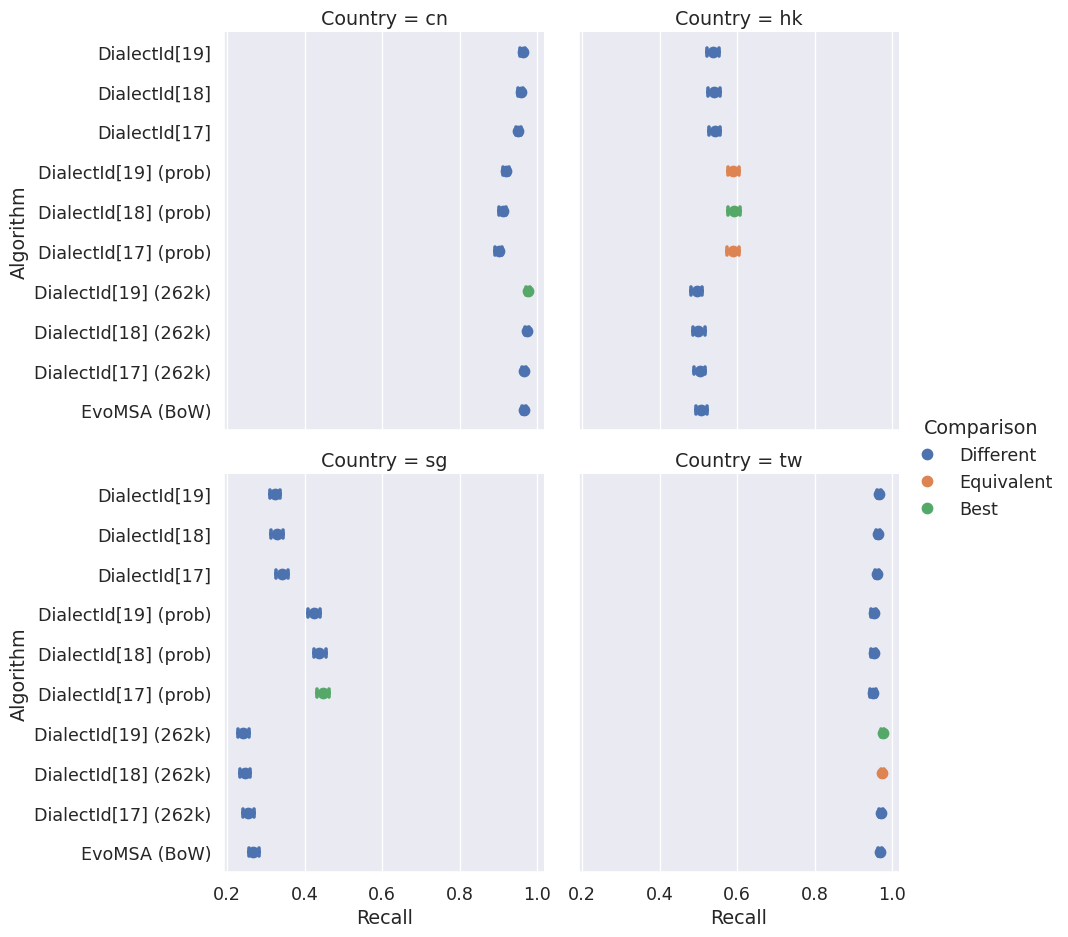 Country = cn
Country = hk
Algorithm
DialectId[19]
DialectId[18]
DialectId[17]
DialectId[19] (prob)
DialectId[18] (prob)
DialectId[17] (prob)
DialectId[19] (262k)
DialectId[18] (262k)
DialectId[17] (262k)
EvoMSA (BoW)
Comparison
Different
Equivalent
Best
Country = sg
Country = tw
Algorithm
DialectId[19]
DialectId[18]
DialectId[17]
DialectId[19] (prob)
DialectId[18] (prob)
DialectId[17] (prob)
DialectId[19] (262k)
DialectId[18] (262k)
DialectId[17] (262k)
EvoMSA (BoW)
0.2 0.4 0.6 0.8 1.0
0.2 0.4 0.6 0.8 1.0
Recall
Recall